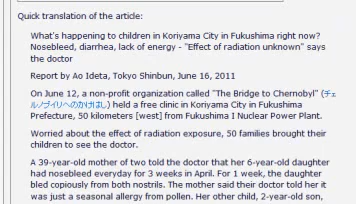 Quick translation of the article:
What's happening to children in Koriyama City in Fukushima right now?
Nosebleed, diarrhea, lack of energy - "Effect of radiation unknown" says
the doctor
Report by Ao Ideta, Tokyo Shinbun, June 16, 2011
On June 12, a non-profit organization called "The Bridge to Chernobyl" (チェ
ルノブイリへのかけはし) held a free clinic in Koriyama City in Fukushima
Prefecture, 50 kilometers [west] from Fukushima I Nuclear Power Plant.
Worried about the effect of radiation exposure, 50 families brought their
children to see the doctor.
A 39-year-old mother of two told the doctor that her 6-year-old daughter
had nosebleed everyday for 3 weeks in April. For 1 week, the daughter
bled copiously from both nostrils. The mother said their doctor told her it
was just a seasonal allergy from pollen. Her other child, 2-year-old son,